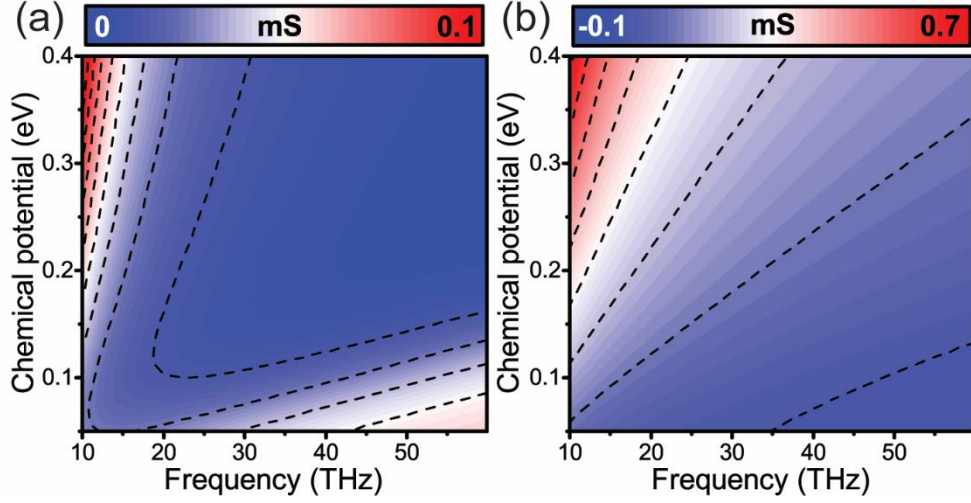 (a) 0 mS 0.1
(b) -0.1 mS 0.7
Chemical potential (eV)
0.4
0.3
0.2
0.1
10 20 30 40 50
Frequency (THz)
Chemical potential (eV)
0.4
0.3
0.2
0.1
10 20 30 40 50
Frequency (THz)